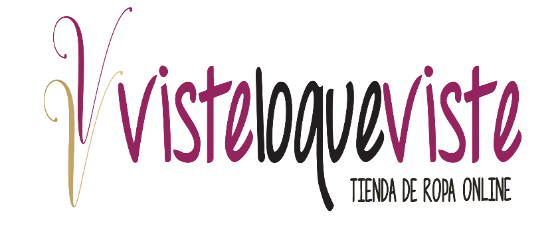 V
V
visteloqueviste
TIENDA DE ROPA ONLINE